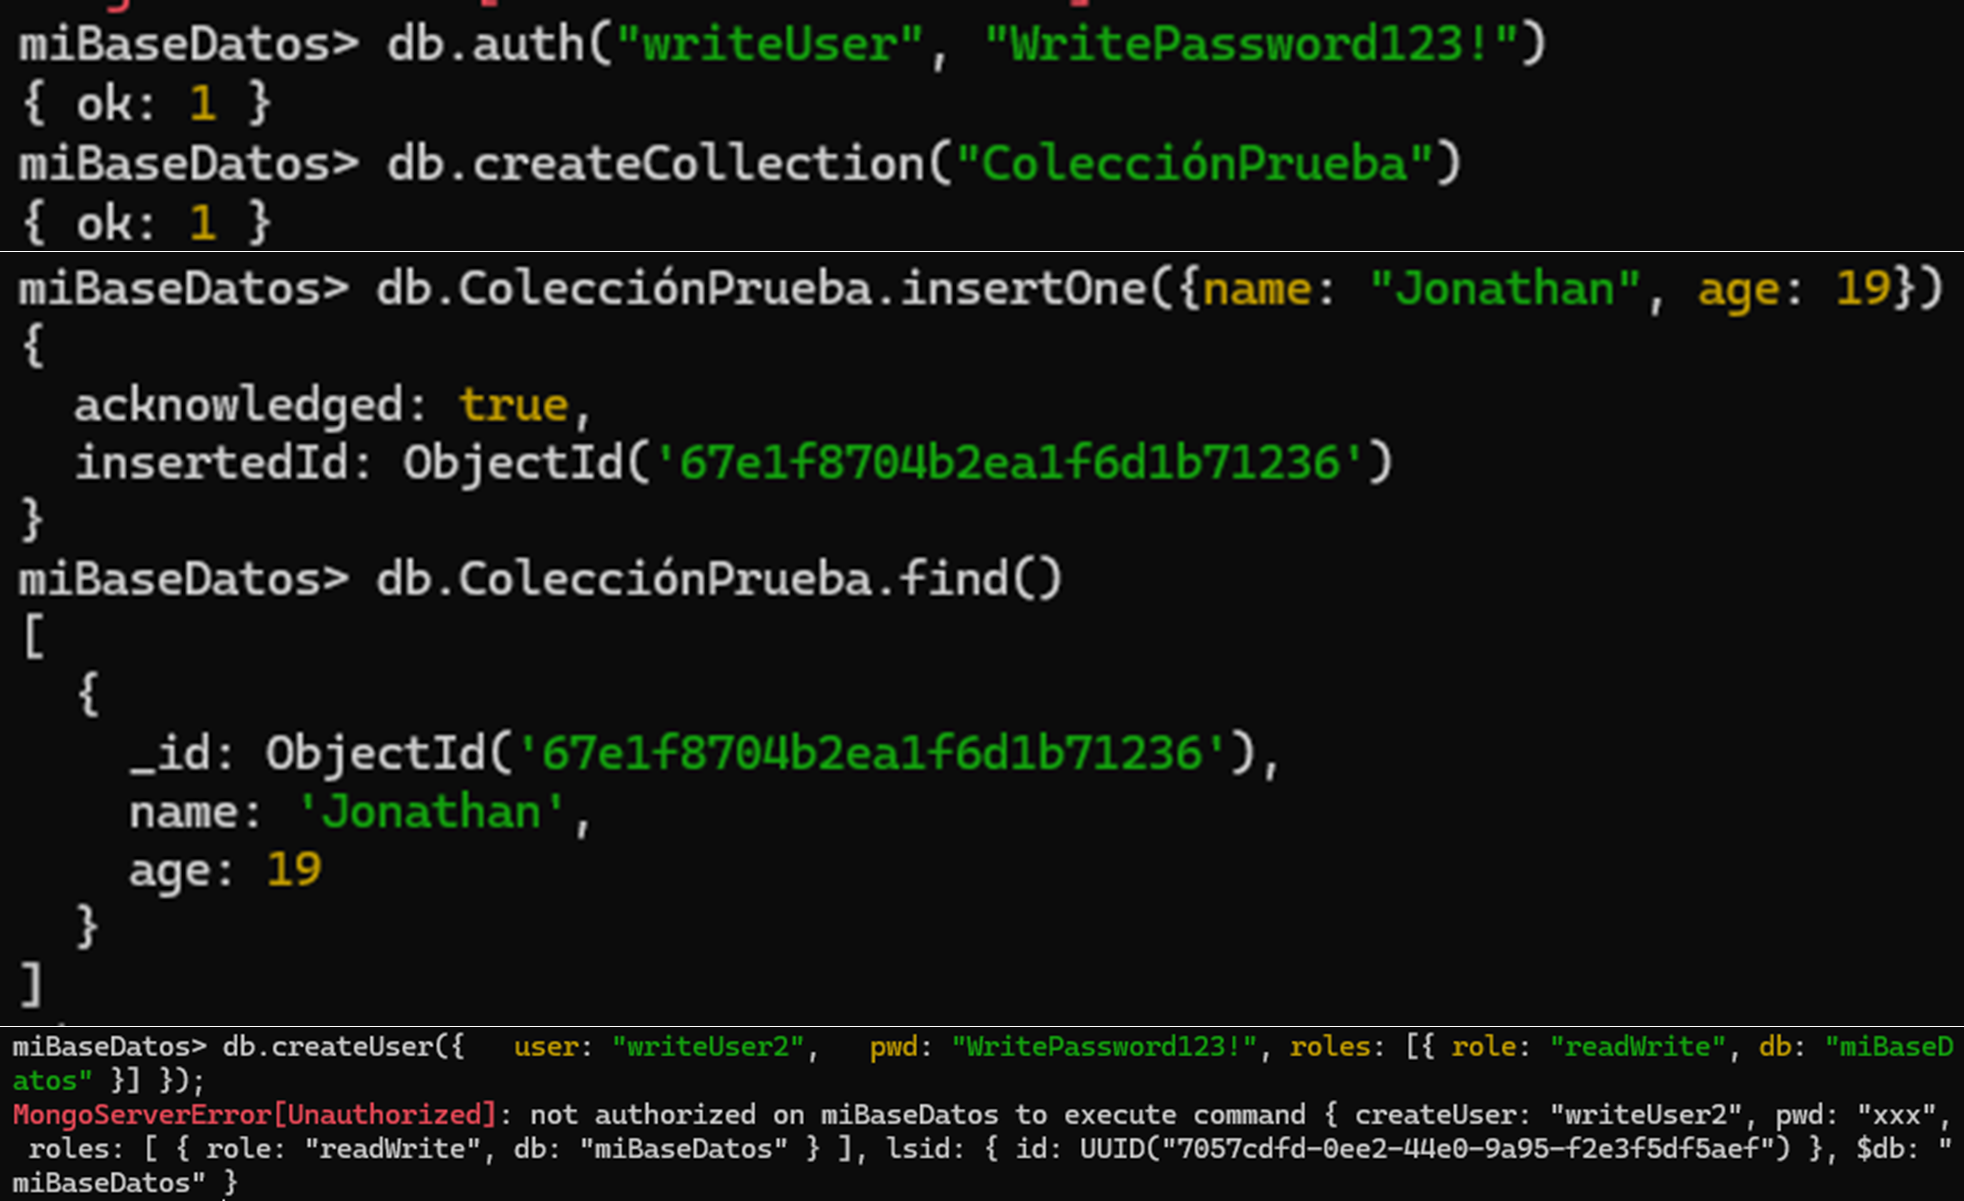 miBaseDatos> db.auth("writeUser", "WritePassword123!")
{ ok: 1 }
miBaseDatos> db.createCollection("ColecciónPrueba")
{ ok: 1 }
miBaseDatos> db.ColecciónPrueba.insertOne({name: "Jonathan", age: 19})
{
  acknowledged: true,
  insertedId: ObjectId('67e1f8704b2ea1f6d1b71236')
}
miBaseDatos> db.ColecciónPrueba.find()
[
  {
    _id: ObjectId('67e1f8704b2ea1f6d1b71236'),
    name: 'Jonathan',
    age: 19
  }
]
miBaseDatos> db.createUser({   user: "writeUser2",   pwd: "WritePassword123!", roles: [{ role: "readWrite", db: "miBaseD
atos" }] });
MongoServerError[Unauthorized]: not authorized on miBaseDatos to execute command { createUser: "writeUser2", pwd: "xxx",
 roles: [ { role: "readWrite", db: "miBaseDatos" } ], lsid: { id: UUID("7057cdfd-0ee2-44e0-9a95-f2e3f5df5aef") }, $db: "
miBaseDatos" }